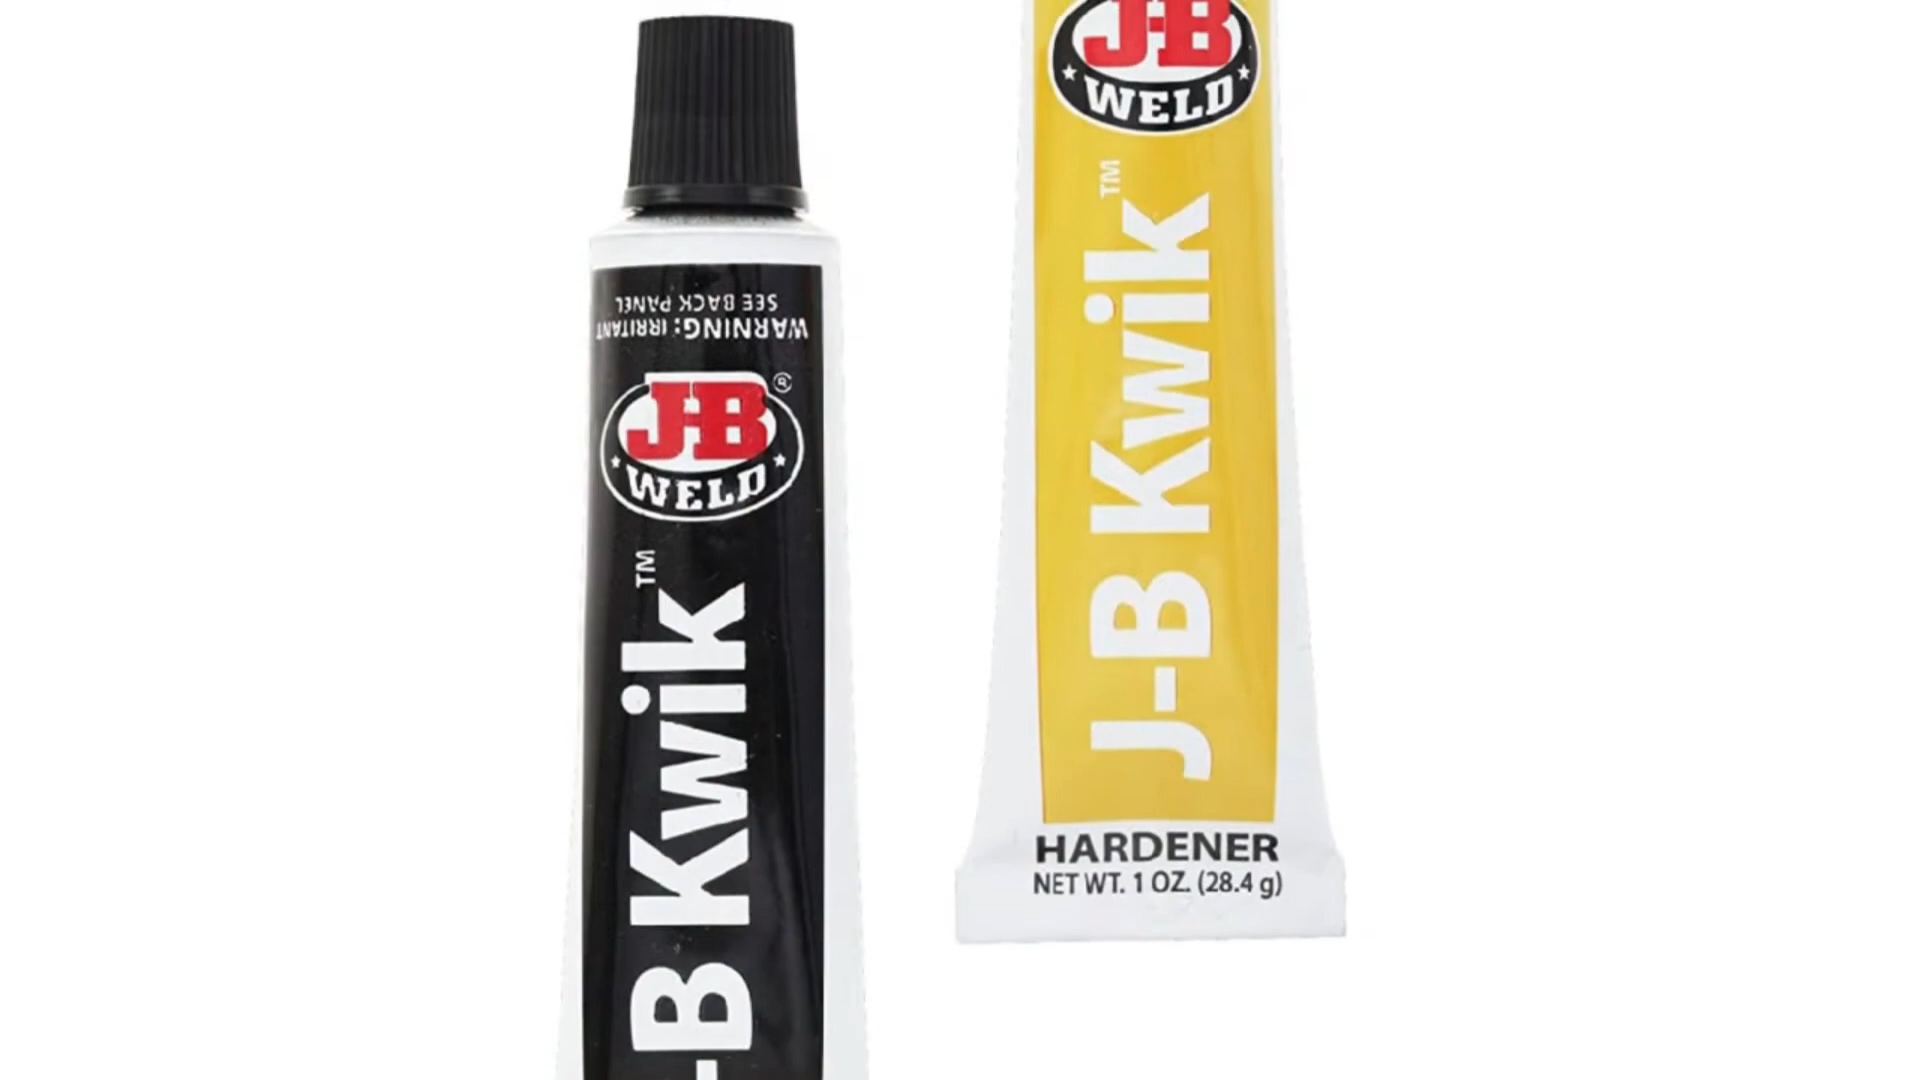 WARNING: IRRITANT
SEE BACK PANEL
J-B®
WELD
-B Kwik™
J-B
WELD
J-B Kwik™
HARDENER
NET WT. 1 OZ. (28.4 g)